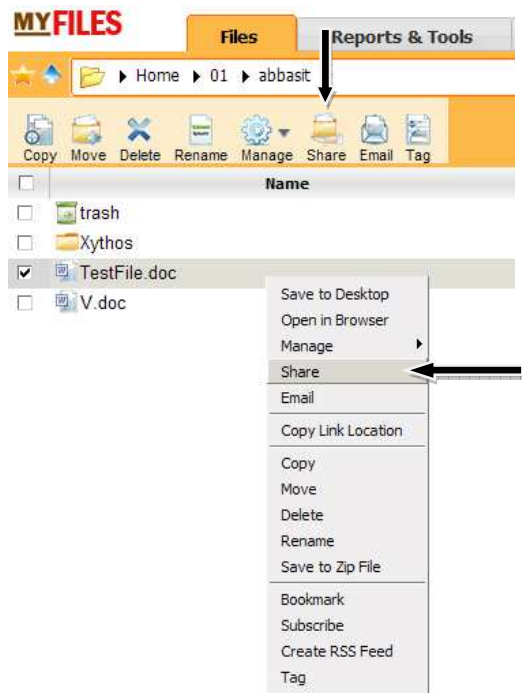 MYFILES
Files
Reports & Tools
Home 01 abbasit
Copy Move Delete Rename Manage Share Email Tag
Name
trash
Xythos
TestFile.doc
V.doc
Save to Desktop
Open in Browser
Manage
Share
Email
Copy Link Location
Copy
Move
Delete
Rename
Save to Zip File
Bookmark
Subscribe
Create RSS Feed
Tag